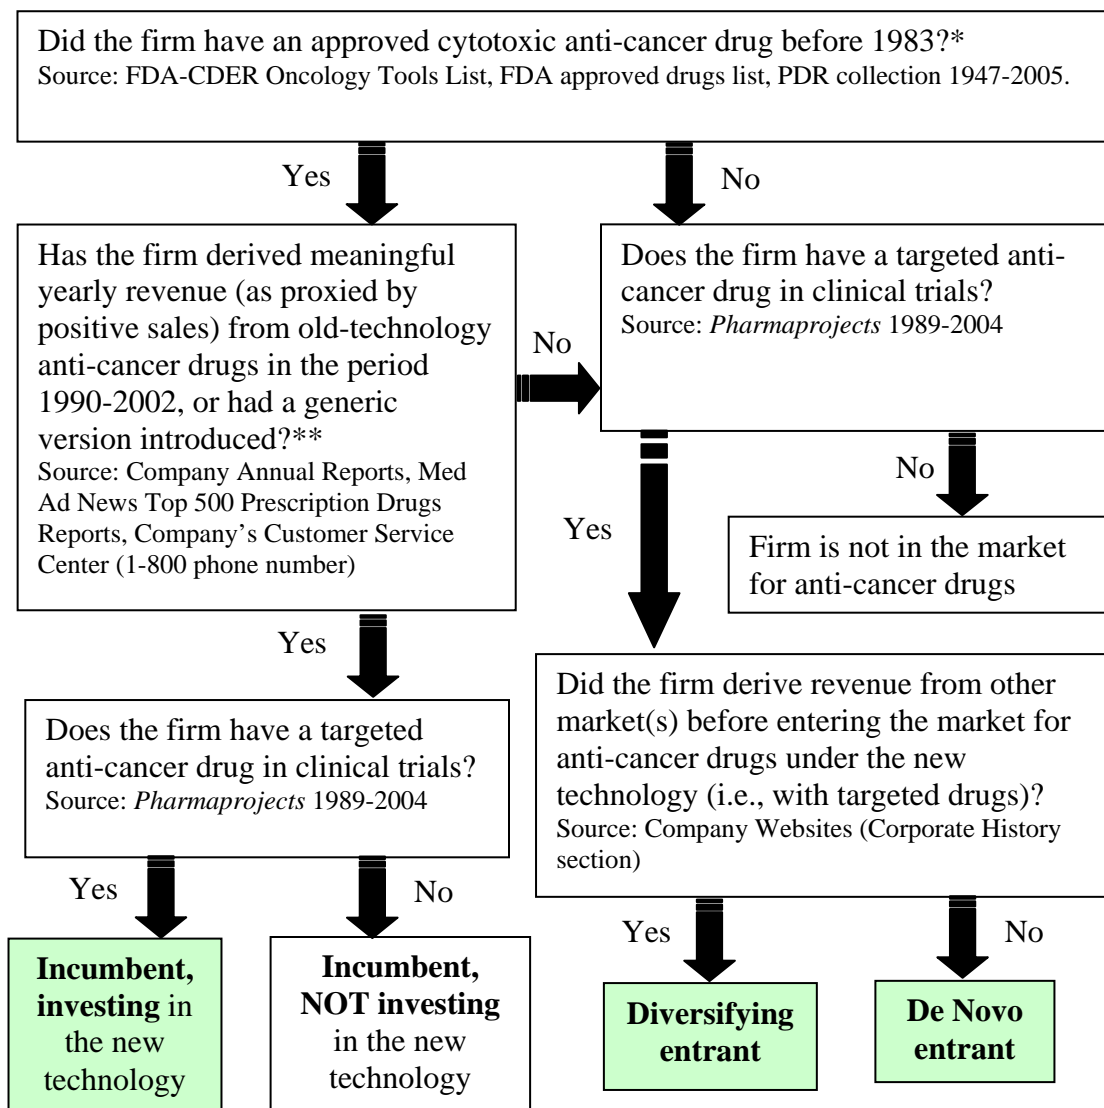 Did the firm have an approved cytotoxic anti-cancer drug before 1983?*
Source: FDA-CDER Oncology Tools List, FDA approved drugs list, PDR collection 1947-2005.
Yes
No
Has the firm derived meaningful
yearly revenue (as proxied by
positive sales) from old-technology
anti-cancer drugs in the period
1990-2002, or had a generic
version introduced?**
Source: Company Annual Reports, Med
Ad News Top 500 Prescription Drugs
Reports, Company’s Customer Service
Center (1-800 phone number)
No
Does the firm have a targeted anti-
cancer drug in clinical trials?
Source: Pharmaprojects 1989-2004
No
Yes
Firm is not in the market
for anti-cancer drugs
Yes
Does the firm have a targeted
anti-cancer drug in clinical trials?
Source: Pharmaprojects 1989-2004
Did the firm derive revenue from other
market(s) before entering the market for
anti-cancer drugs under the new
technology (i.e., with targeted drugs)?
Source: Company Websites (Corporate History
section)
Yes
No
Yes
No
Incumbent,
investing in
the new
technology
Incumbent,
NOT investing
in the new
technology
Diversifying
entrant
De Novo
entrant